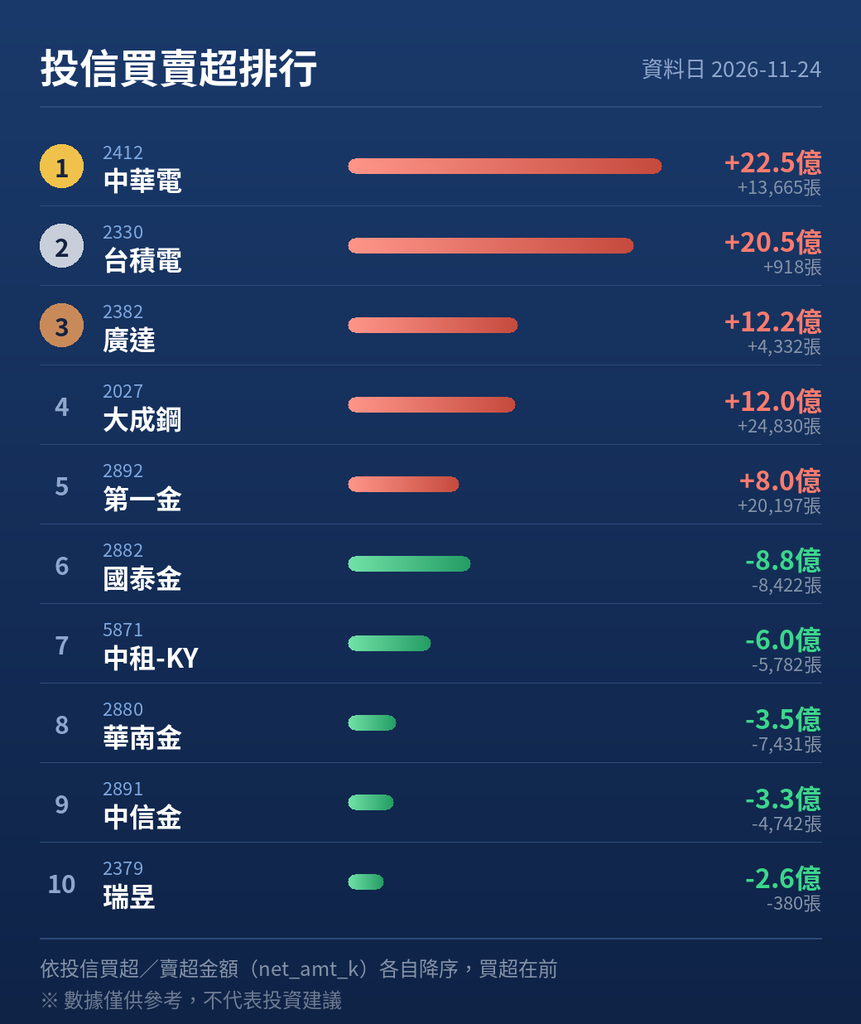 投信買賣超排行
資料日 2026-11-24
1
2412
中華電
+22.5億
+13,665張
2
2330
台積電
+20.5億
+918張
3
2382
廣達
+12.2億
+4,332張
4
2027
大成鋼
+12.0億
+24,830張
5
2892
第一金
+8.0億
+20,197張
6
2882
國泰金
-8.8億
-8,422張
7
5871
中租-KY
-6.0億
-5,782張
8
2880
華南金
-3.5億
-7,431張
9
2891
中信金
-3.3億
-4,742張
10
2379
瑞昱
-2.6億
-380張
依投信買超／賣超金額（net_amt_k）各自降序，買超在前
※ 數據僅供參考，不代表投資建議